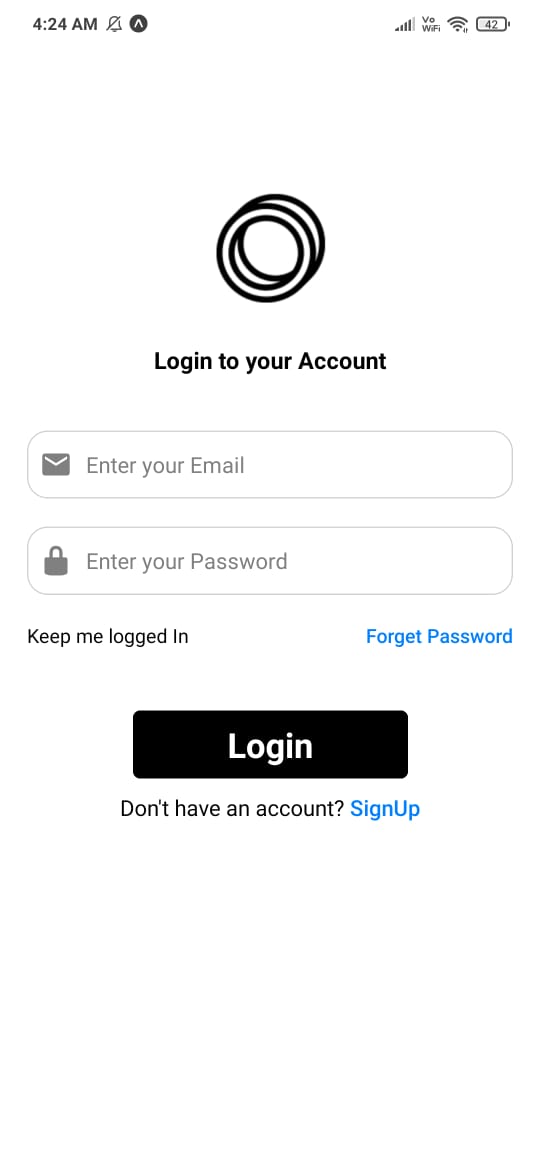 4:24 AM
Vo
WiFi
42
Login to your Account
Enter your Email
Enter your Password
Keep me logged In
Forget Password
Login
Don't have an account? SignUp